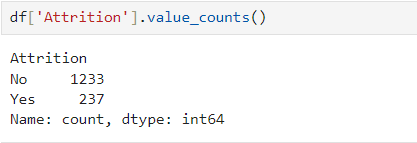 df['Attrition'].value_counts()
Attrition
No     1233
Yes     237
Name: count, dtype: int64